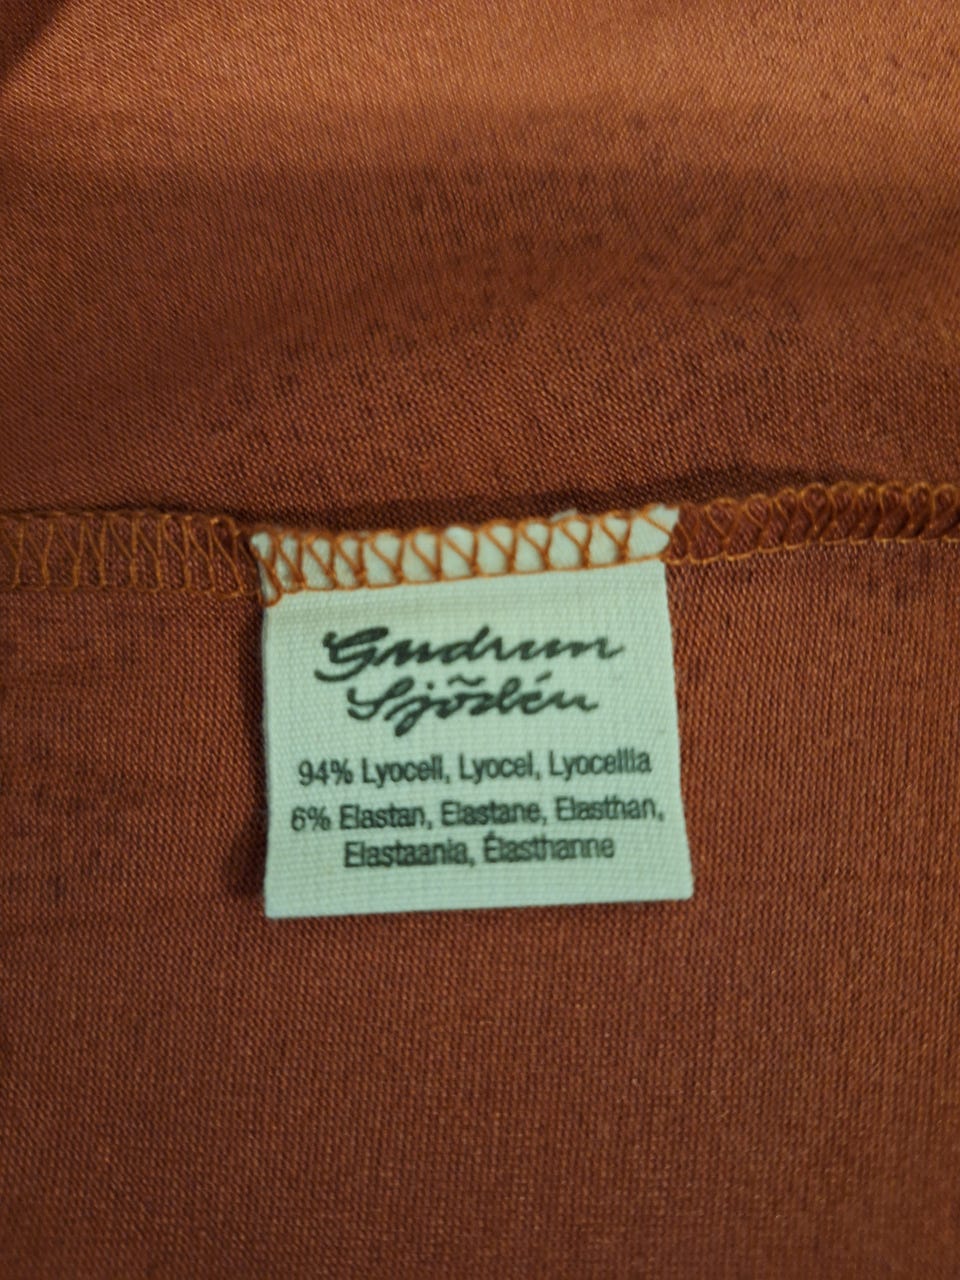 Gudrun
Sjödén
94% Lyocell, Lyocel, Lyocellia
6% Elastan, Elastane, Elasthan,
Elastaania, Élasthanne